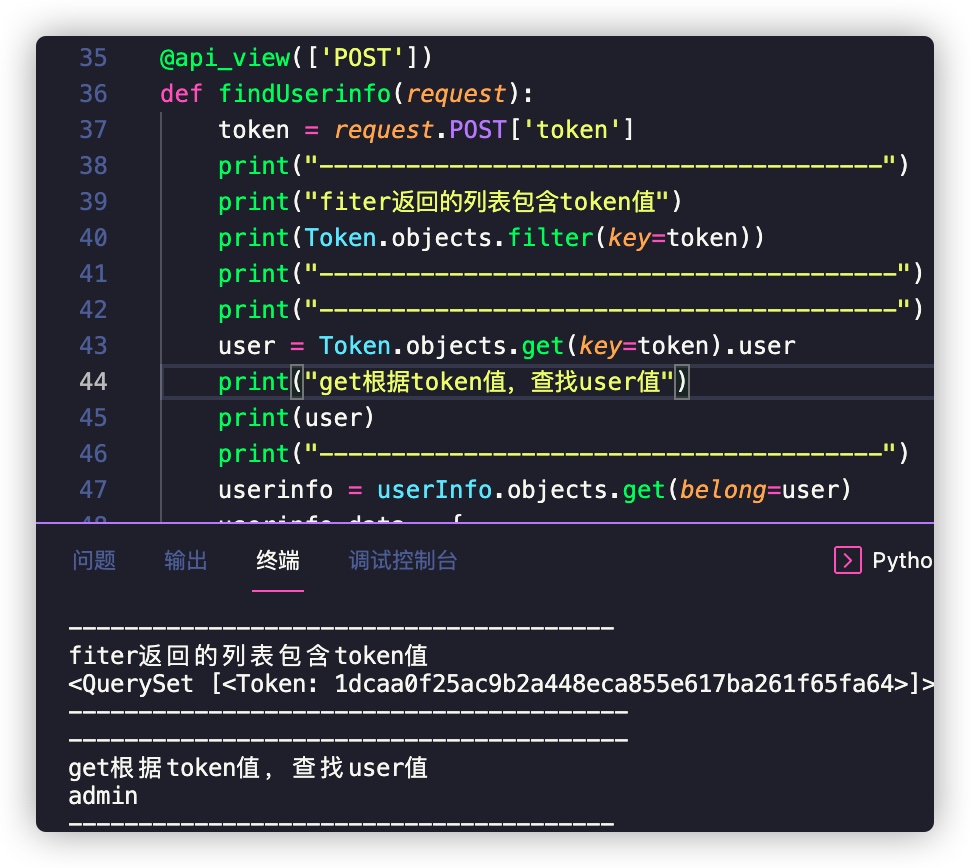 35 @api_view(['POST'])
36 def findUserinfo(request):
37 token = request.POST['token']
38 print("---------------------------------------")
39 print("fiter返回的列表包含token值")
40 print(Token.objects.filter(key=token))
41 print("----------------------------------------")
42 print("----------------------------------------")
43 user = Token.objects.get(key=token).user
44 print("get根据token值，查找user值")
45 print(user)
46 print("---------------------------------------")
47 userinfo = userInfo.objects.get(belong=user)
问题 输出 终端 调试控制台 Pytho
---------------------------------------
fiter返回的列表包含token值
<QuerySet [<Token: 1dcaa0f25ac9b2a448eca855e617ba261f65fa64>]>
----------------------------------------
----------------------------------------
get根据token值，查找user值
admin
---------------------------------------